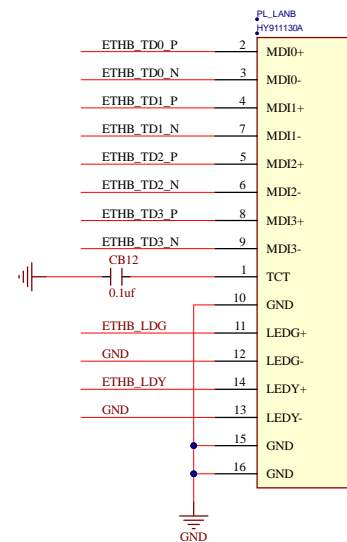 PL_LANB
HY911130A
ETHB_TD0_P 2 MDI0+
ETHB_TD0_N 3 MDI0-
ETHB_TD1_P 4 MDI1+
ETHB_TD1_N 7 MDI1-
ETHB_TD2_P 5 MDI2+
ETHB_TD2_N 6 MDI2-
ETHB_TD3_P 8 MDI3+
ETHB_TD3_N 9 MDI3-
CB12
1 TCT
0.1uf
10 GND
ETHB_LDG 11 LEDG+
GND 12 LEDG-
ETHB_LDY 14 LEDY+
GND 13 LEDY-
15 GND
16 GND
GND